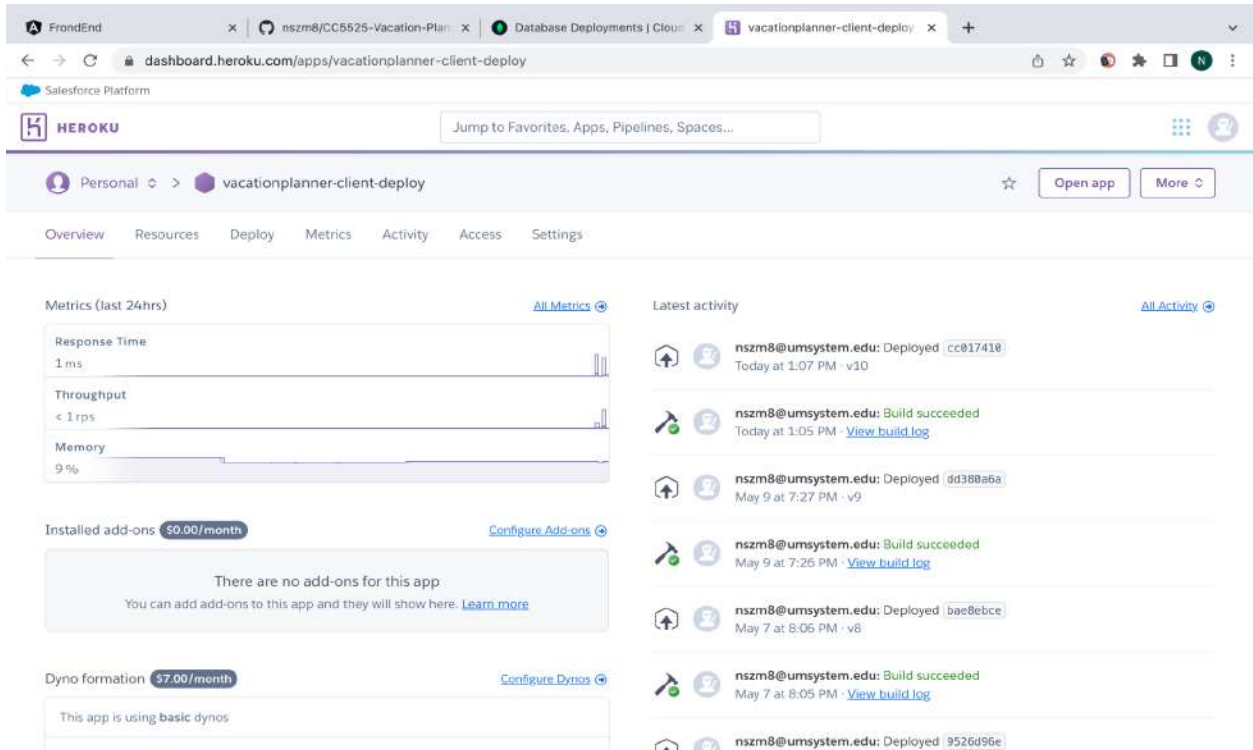 FrondEnd
nszm8/CC5525-Vacation-Plan
Database Deployments | Cloud
vacationplanner-client-deploy
dashboard.heroku.com/apps/vacationplanner-client-deploy
N
Salesforce Platform
HEROKU
Jump to Favorites, Apps, Pipelines, Spaces...
Personal > vacationplanner-client-deploy
Open app
More
Overview Resources Deploy Metrics Activity Access Settings
Metrics (last 24hrs)
All Metrics
Response Time
1 ms
Throughput
< 1 rps
Memory
9 %
Installed add-ons $0.00/month
Configure Add-ons
There are no add-ons for this app
You can add add-ons to this app and they will show here. Learn more
Dyno formation $7.00/month
Configure Dynos
This app is using basic dynos
Latest activity
All Activity
nszm8@umsystem.edu: Deployed cc017410
Today at 1:07 PM · v10
nszm8@umsystem.edu: Build succeeded
Today at 1:05 PM · View build log
nszm8@umsystem.edu: Deployed dd380a6a
May 9 at 7:27 PM · v9
nszm8@umsystem.edu: Build succeeded
May 9 at 7:26 PM · View build log
nszm8@umsystem.edu: Deployed bae8ebce
May 7 at 8:06 PM · v8
nszm8@umsystem.edu: Build succeeded
May 7 at 8:05 PM · View build log
nszm8@umsystem.edu: Deployed 9526d96e